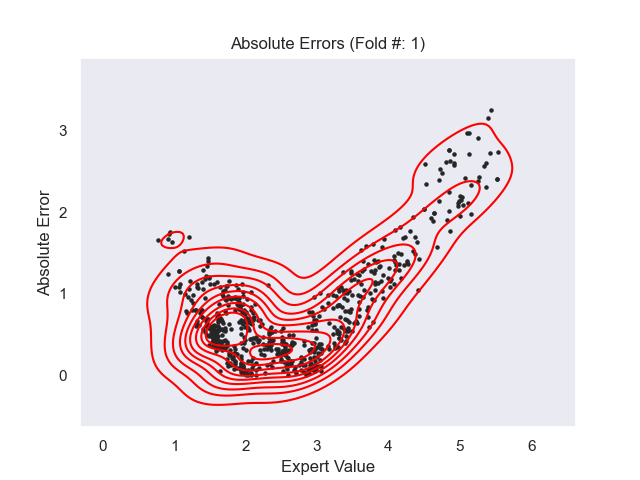 Absolute Errors (Fold #: 1)
3
2
1
0
Absolute Error
0 1 2 3 4 5 6
Expert Value